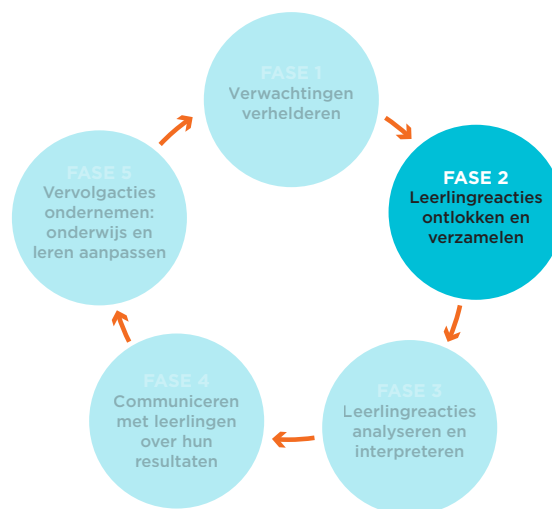 FASE 1
Verwachtingen
verhelderen
FASE 2
Leerlingreacties
ontlokken en
verzamelen
FASE 3
Leerlingreacties
analyseren en
interpreteren
FASE 4
Communiceren
met leerlingen
over hun
resultaten
FASE 5
Vervolgacties
ondernemen:
onderwijs en
leren aanpassen